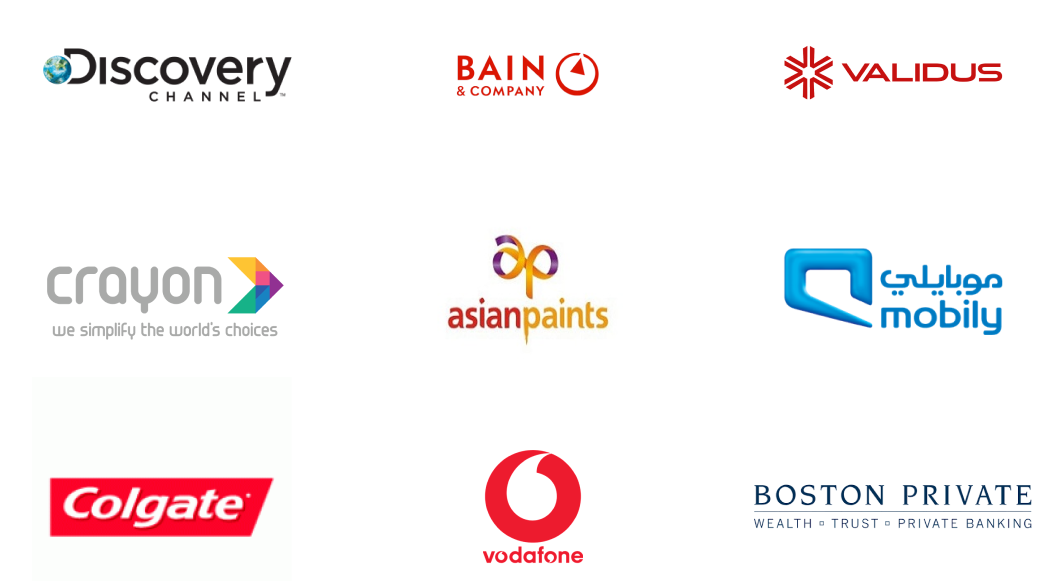 Discovery
CHANNEL™
BAIN
& COMPANY
VALIDUS
crayon
we simplify the world's choices
ap
asianpaints
موبايلي
mobily
Colgate
vodafone
BOSTON PRIVATE
WEALTH ▫ TRUST ▫ PRIVATE BANKING